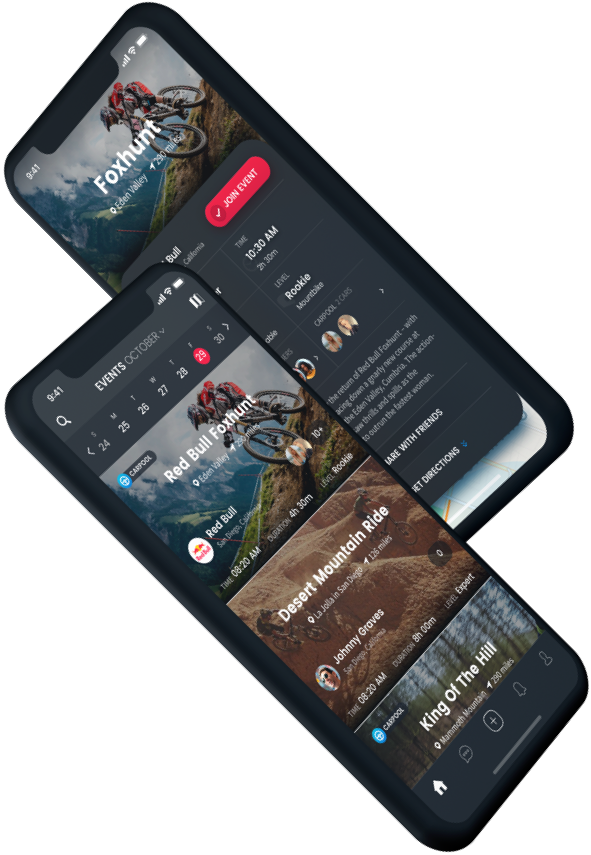 9:41
Foxhunt
Eden Valley 290 miles
JOIN EVENT
Bull
California
TIME
10:30 AM
2h 30m
LEVEL
Rookie
Mountbike
CARPOOL 2 CARS
the return of Red Bull Foxhunt - with
down a gnarly new course at
the Eden Valley, Cumbria. The action-
thrills and spills as the
to outrun the fastest woman.
SHARE WITH FRIENDS
GET DIRECTIONS
9:41
EVENTS OCTOBER
S M T W T F S
24 25 26 27 28 29 30
CARPOOL
Red Bull Foxhunt
Eden Valley 290 miles
10+
Red Bull
San Diego, California
TIME 08:20 AM DURATION 4h 30m LEVEL Rookie
Desert Mountain Ride
La Jolla in San Diego 126 miles
0
Johnny Graves
San Diego, California
TIME 08:20 AM DURATION 8h 00m LEVEL Expert
CARPOOL
King Of The Hill
Mammoth Mountain 290 miles